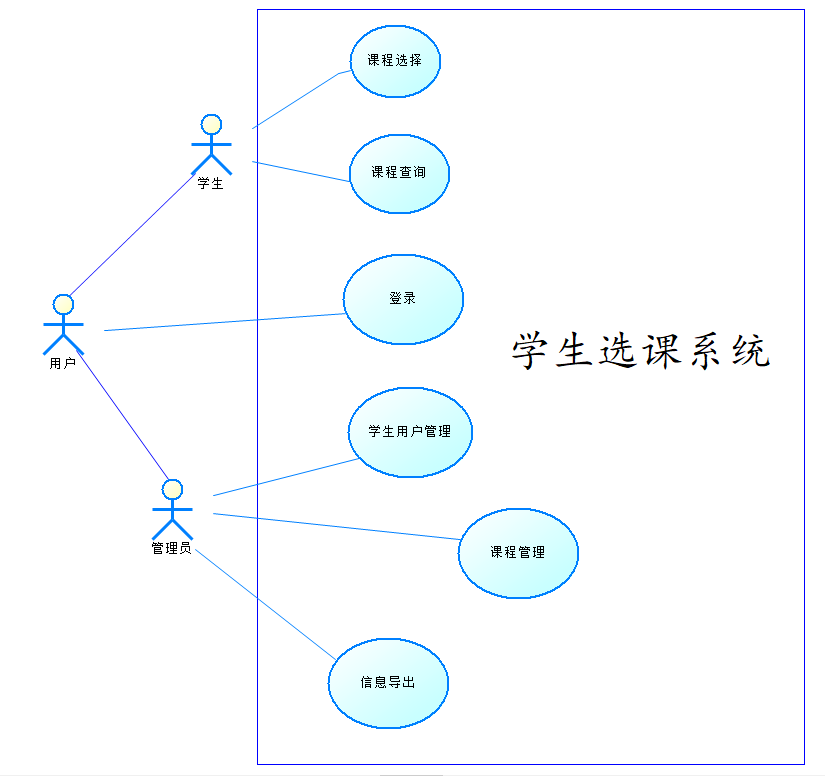 课程选择
学生
课程查询
登录
用户
学生选课系统
学生用户管理
管理员
课程管理
信息导出